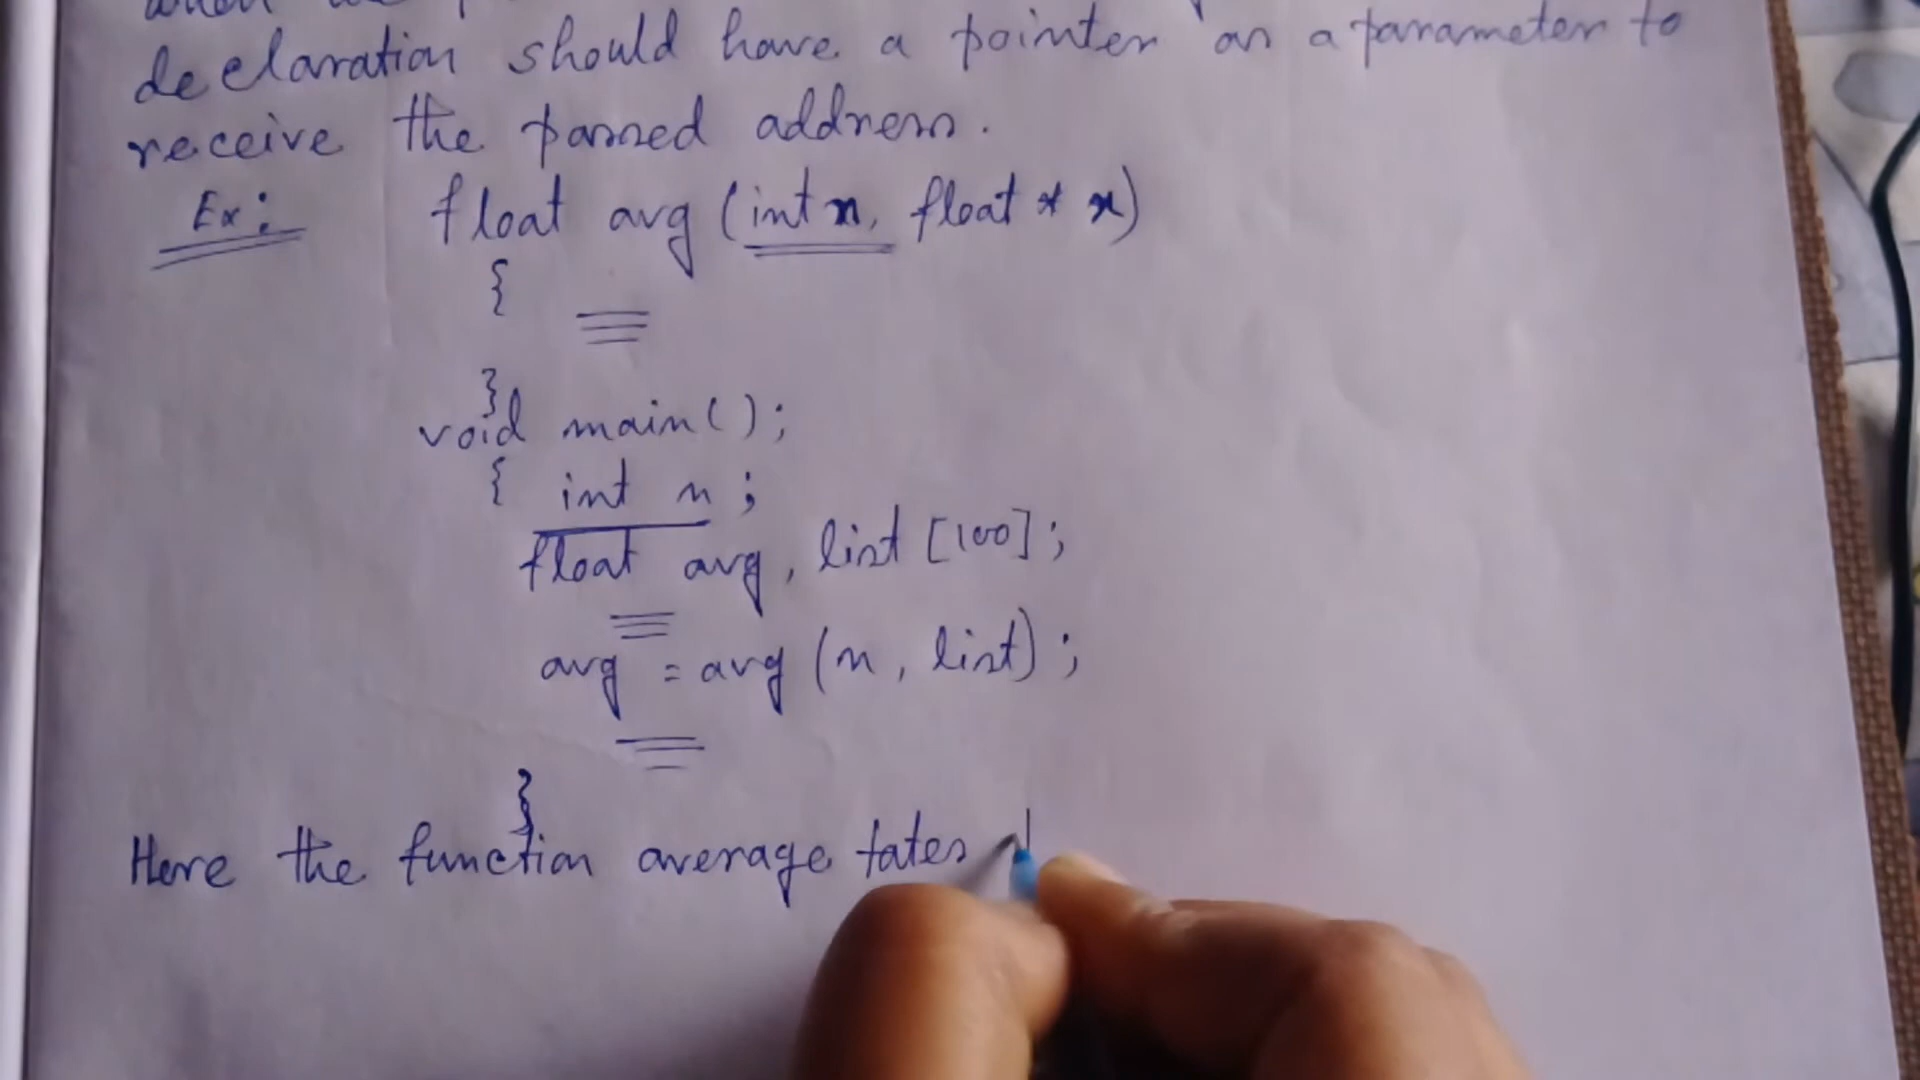 declaration should have a pointer as a parameter to
receive the passed address.
Ex: float avg (int n, float * x)
{
}
void main();
{ int n;
float avg, list [100];
avg = avg (n, list);
}
Here the function average takes